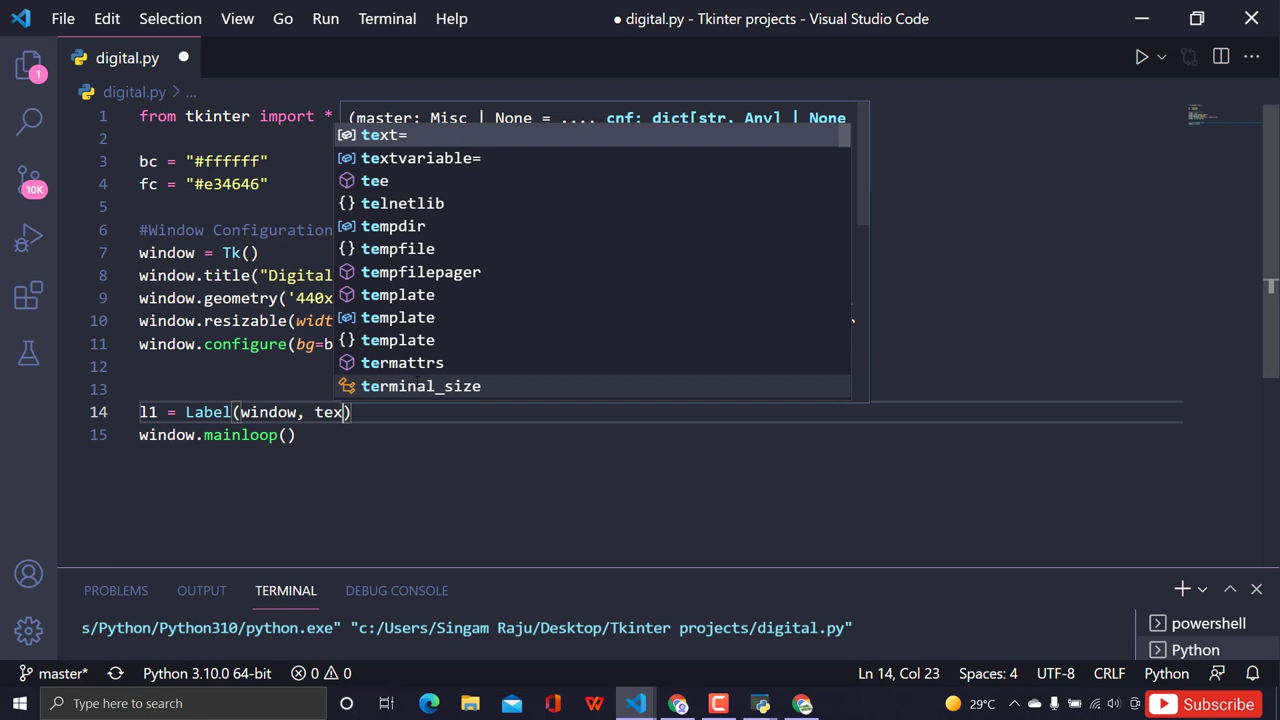 File Edit Selection View Go Run Terminal Help ● digital.py - Tkinter projects - Visual Studio Code
digital.py
digital.py > ...
1 from tkinter import *
(master: Misc | None = ..., cnf: dict[str, Any] | None
text=
2
textvariable=
3 bc = "#ffffff"
tee
4 fc = "#e34646"
telnetlib
5
tempdir
6 #Window Configuration
tempfile
7 window = Tk()
tempfilepager
8 window.title("Digital
template
9 window.geometry('440x
template
10 window.resizable(widt
template
11 window.configure(bg=b
termattrs
12
terminal_size
13
14 l1 = Label(window, tex)
15 window.mainloop()
1
10K
PROBLEMS OUTPUT TERMINAL DEBUG CONSOLE
s/Python/Python310/python.exe" "c:/Users/Singam Raju/Desktop/Tkinter projects/digital.py"
powershell
Python
master* Python 3.10.0 64-bit 0 0 Ln 14, Col 23 Spaces: 4 UTF-8 CRLF Python
Type here to search 29°C Subscribe